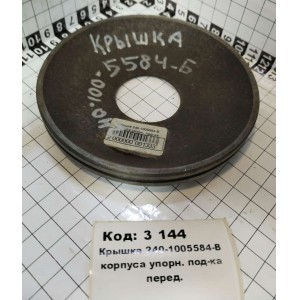 КРЫШКА
5584-Б
Код: 3 144
Крышка 240-1005584-В
корпуса упорн. под-ка
перед.